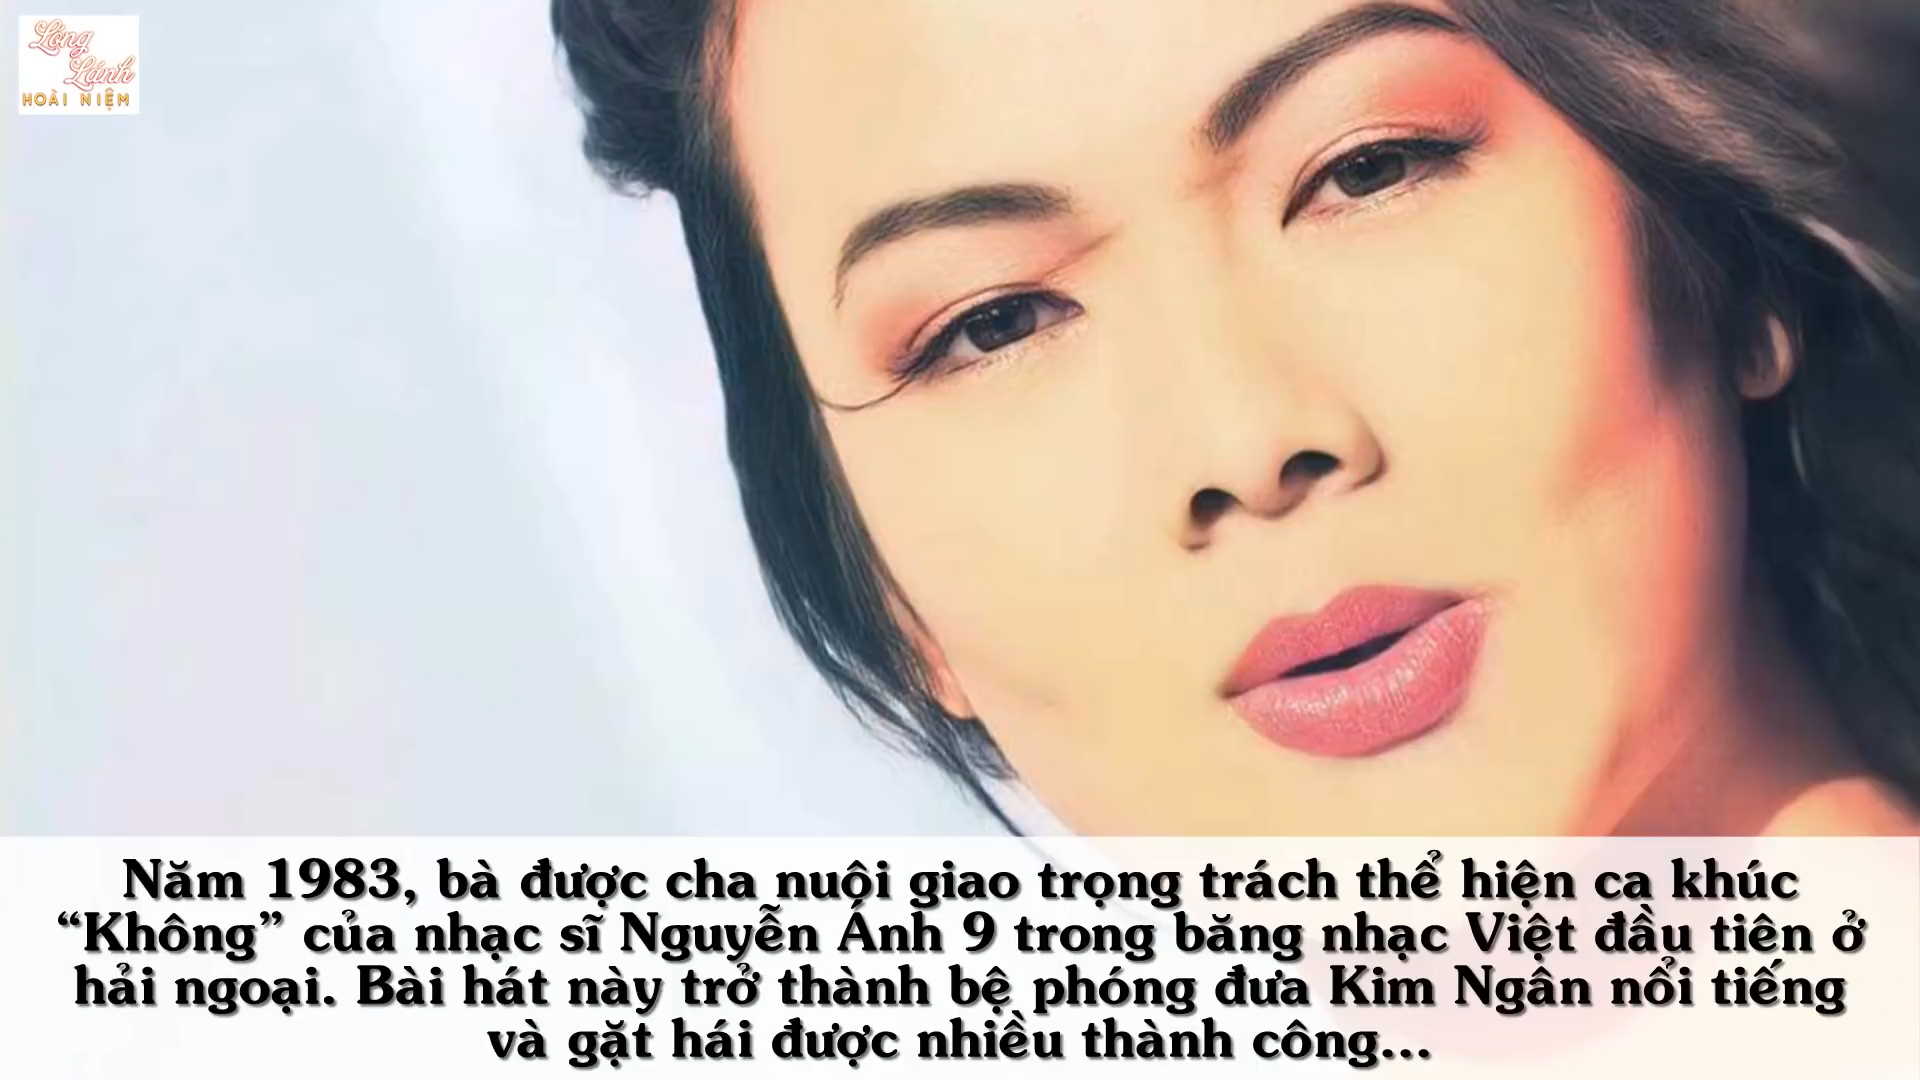 Lóng
Lánh
HOÀI NIỆM
Năm 1983, bà được cha nuôi giao trọng trách thể hiện ca khúc
“Không” của nhạc sĩ Nguyễn Ánh 9 trong băng nhạc Việt đầu tiên ở
hải ngoại. Bài hát này trở thành bệ phóng đưa Kim Ngân nổi tiếng
và gặt hái được nhiều thành công...